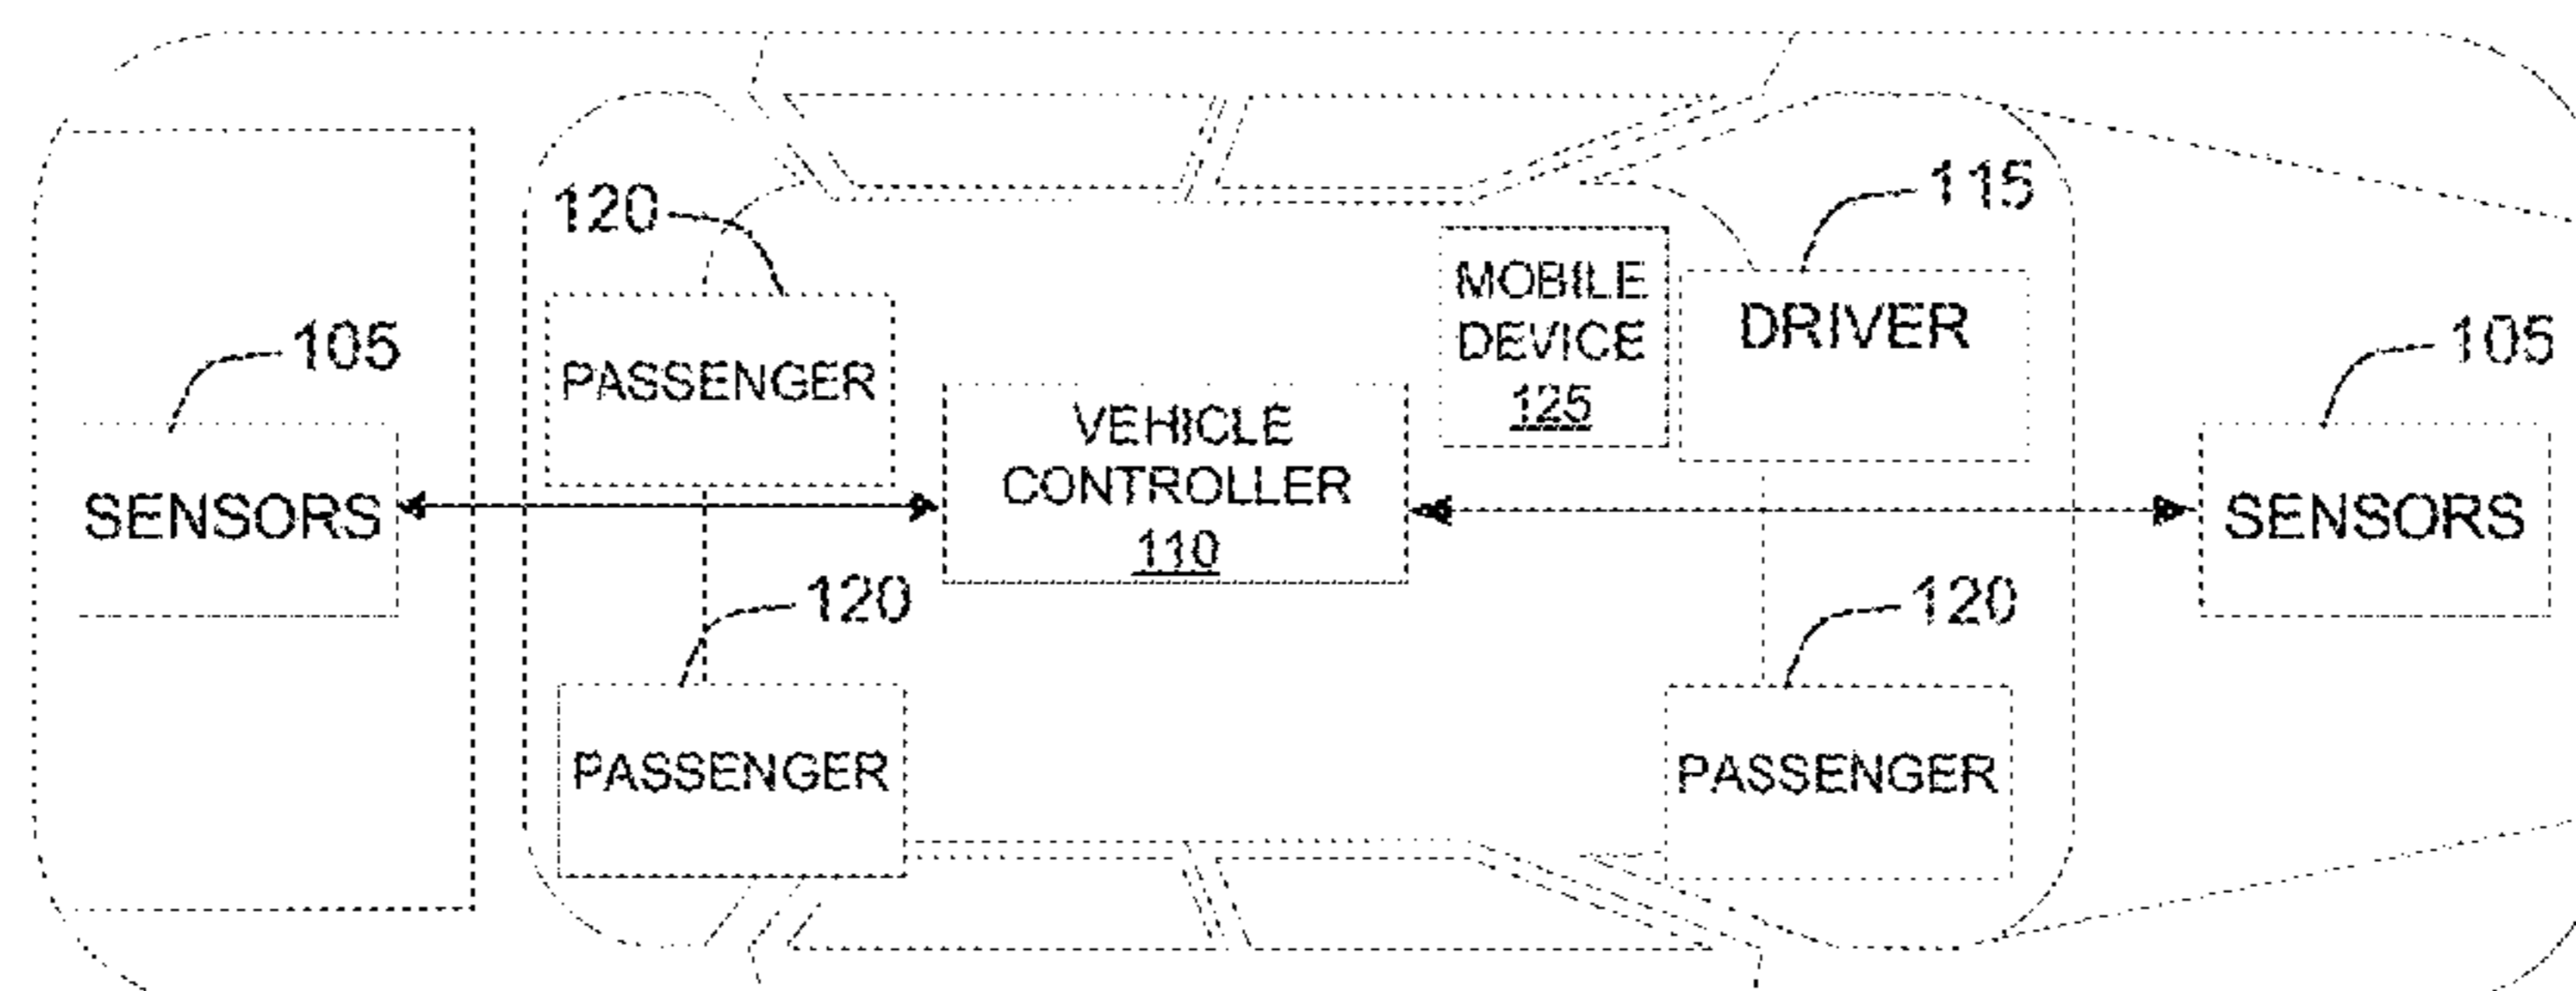 120
115
MOBILE
DEVICE
125
DRIVER
105
PASSENGER
105
VEHICLE
CONTROLLER
110
SENSORS
SENSORS
120
120
PASSENGER
PASSENGER